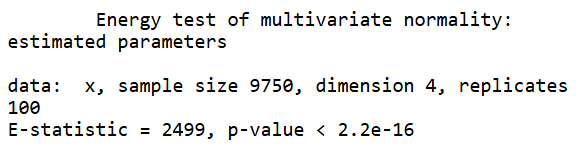 Energy test of multivariate normality:
estimated parameters
data:  x, sample size 9750, dimension 4, replicates
100
E-statistic = 2499, p-value < 2.2e-16